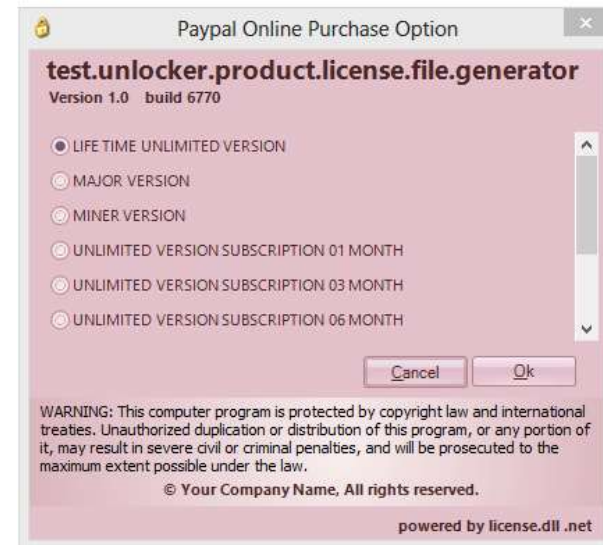 Paypal Online Purchase Option
test.unlocker.product.license.file.generator
Version 1.0 build 6770
LIFE TIME UNLIMITED VERSION
MAJOR VERSION
MINER VERSION
UNLIMITED VERSION SUBSCRIPTION 01 MONTH
UNLIMITED VERSION SUBSCRIPTION 03 MONTH
UNLIMITED VERSION SUBSCRIPTION 06 MONTH
Cancel Ok
WARNING: This computer program is protected by copyright law and international
treaties. Unauthorized duplication or distribution of this program, or any portion of
it, may result in severe civil or criminal penalties, and will be prosecuted to the
maximum extent possible under the law.
© Your Company Name, All rights reserved.
powered by license.dll .net